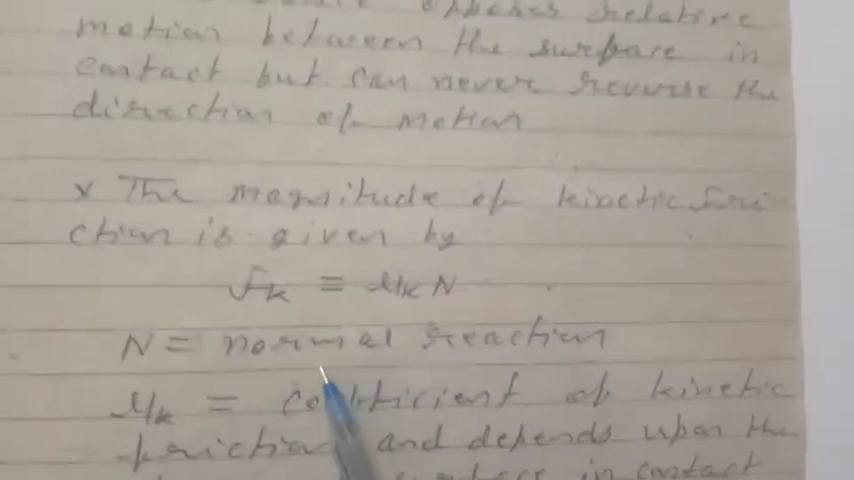 opposes relative
motion between the surface in
contact but can never reverse the
direction of motion
x The magnitude of kinetic fri
ction is given by
fk = μk N
N = normal reaction
μk = coefficient of kinetic
friction and depends upon the
surface in contact